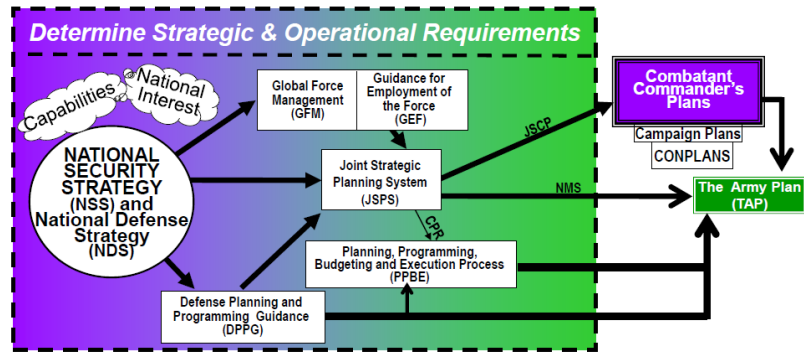 Determine Strategic & Operational Requirements
Capabilities
National
Interest
Global Force
Management
(GFM)
Guidance for
Employment of
the Force
(GEF)
Combatant
Commander's
Plans
Campaign Plans
CONPLANS
JSCP
NATIONAL
SECURITY
STRATEGY
(NSS) and
National Defense
Strategy
(NDS)
Joint Strategic
Planning System
(JSPS)
NMS
The Army Plan
(TAP)
CPR
Planning, Programming,
Budgeting and Execution Process
(PPBE)
Defense Planning and
Programming Guidance
(DPPG)